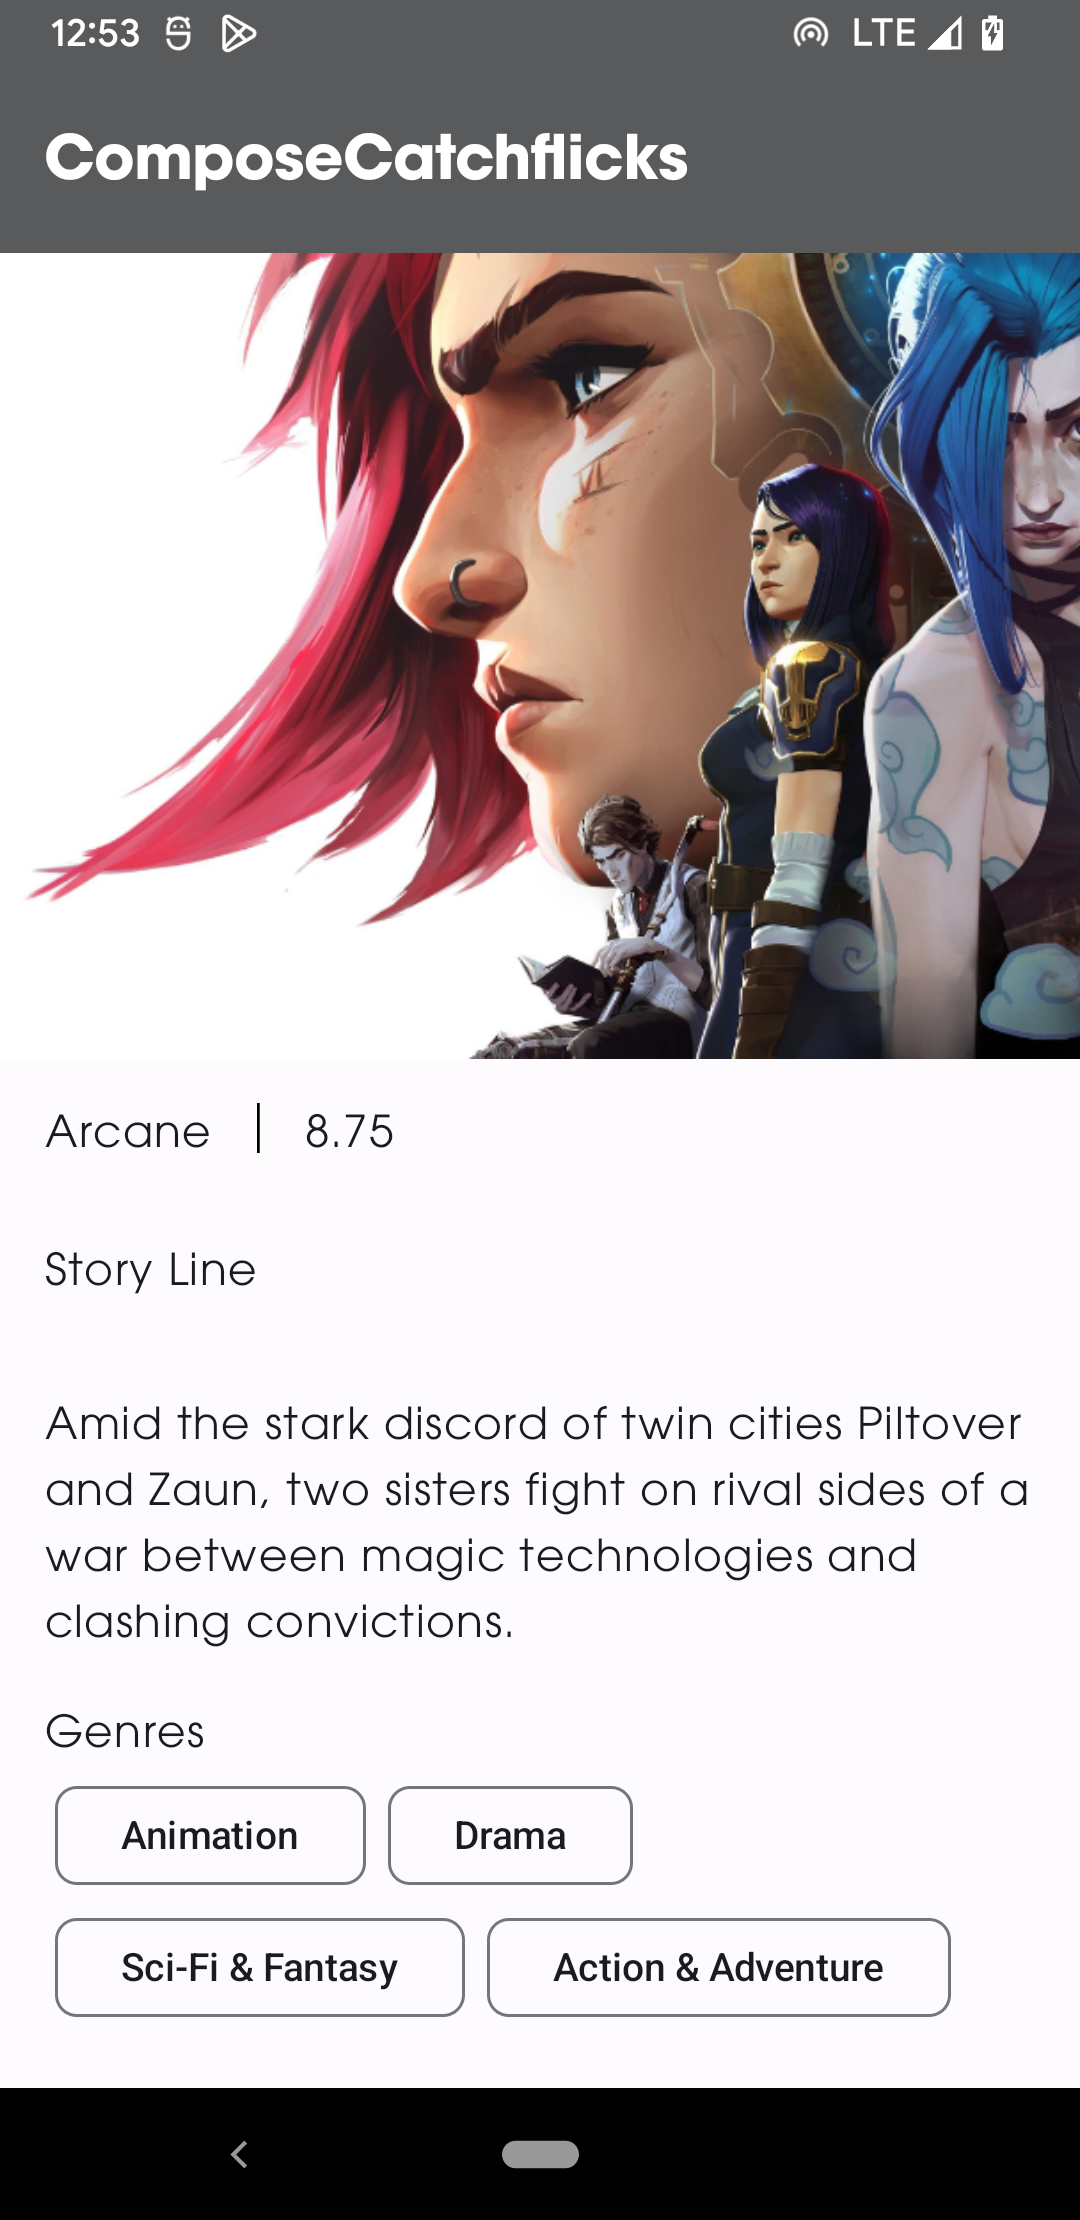 12:53
LTE
ComposeCatchflicks
Arcane | 8.75
Story Line
Amid the stark discord of twin cities Piltover
and Zaun, two sisters fight on rival sides of a
war between magic technologies and
clashing convictions.
Genres
Animation Drama
Sci-Fi & Fantasy Action & Adventure